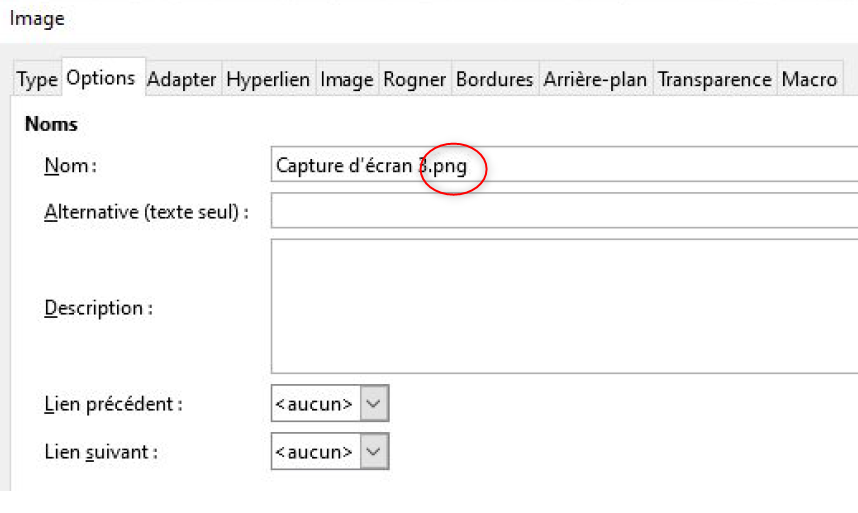 Image
Type Options Adapter Hyperlien Image Rogner Bordures Arrière-plan Transparence Macro
Noms
Nom : Capture d'écran 3.png
Alternative (texte seul) :
Description :
Lien précédent : <aucun>
Lien suivant : <aucun>